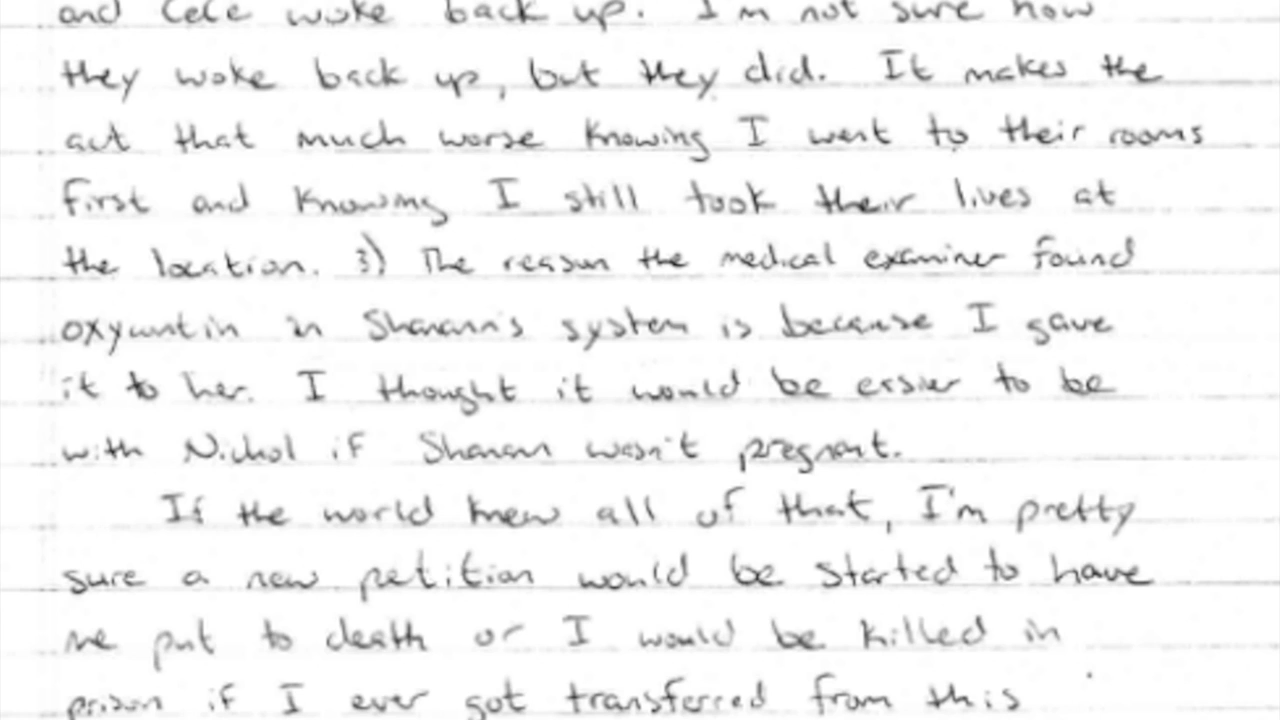 and CeCe woke back up. I'm not sure how
they woke back up, but they did. It makes the
act that much worse knowing I went to their rooms
first and knowing I still took their lives at
the location. 3) The reason the medical examiner found
oxycontin in Shanann's system is because I gave
it to her. I thought it would be easier to be
with Nichol if Shanan wasn't pregnant.
If the world knew all of that, I'm pretty
sure a new petition would be started to have
me put to death or I would be killed in
prison if I ever got transferred from this